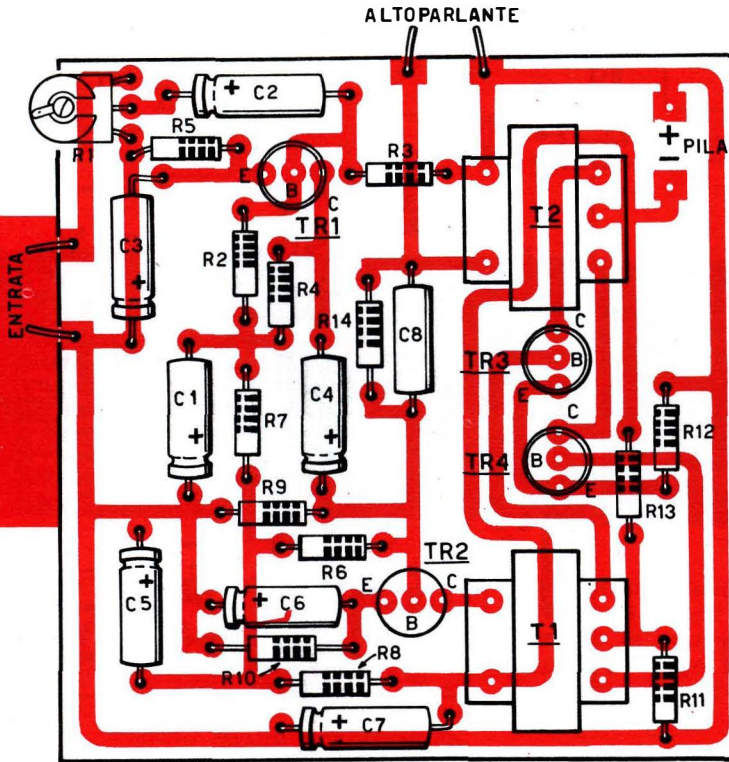 ALTOPARLANTE
+ C2
R1
R5
R3
+
-
PILA
E
B
C
TR1
T2
ENTRATA
C3
+
R2
R4
R14
C8
C
TR3
B
E
C1
+
R7
C4
+
C
TR4
B
E
R12
R13
R9
R6
TR2
E
B
C
C5
+
+ C6
R10
R8
T1
R11
+ C7